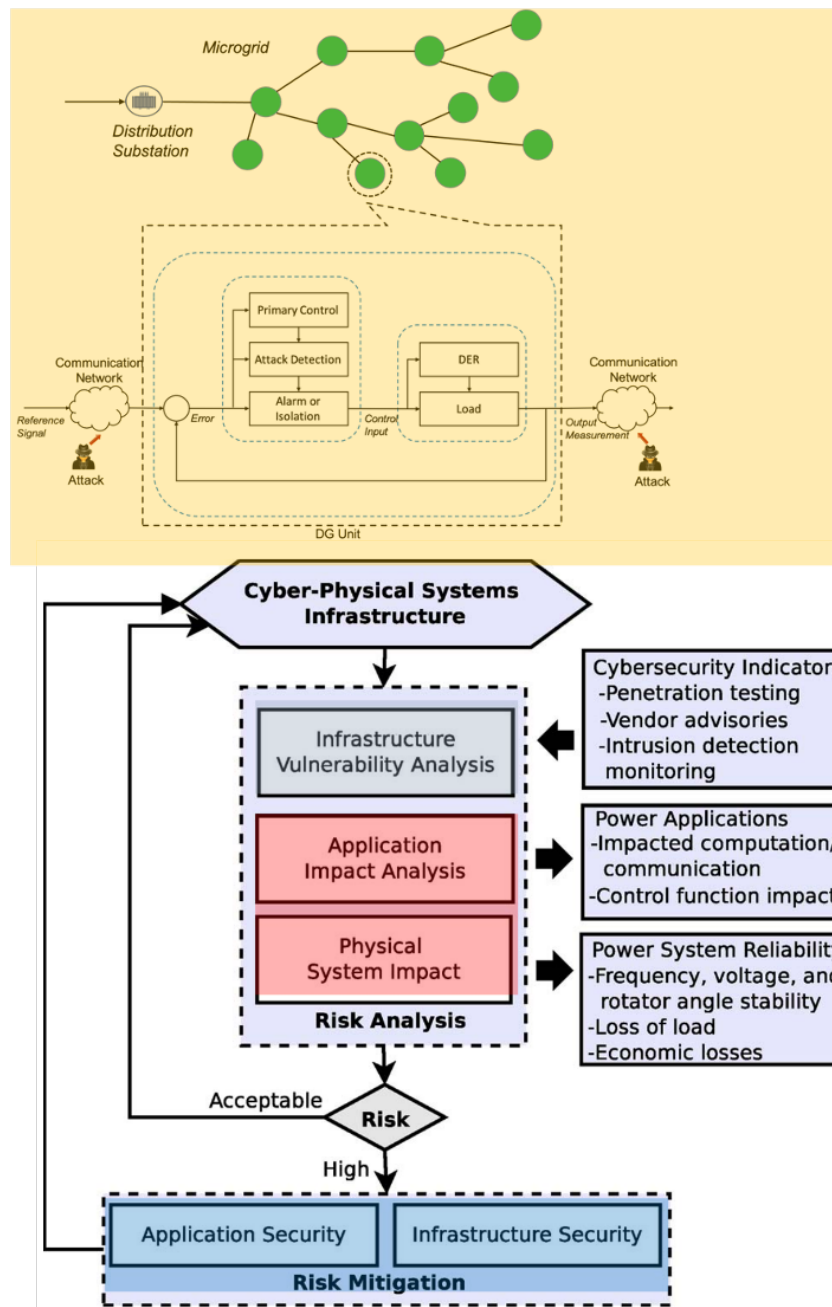 Microgrid
Distribution
Substation
Primary Control
Attack Detection
Alarm or
Isolation
DER
Load
Communication
Network
Communication
Network
Reference
Signal
Error
Control
Input
Output
Measurement
Attack
Attack
DG Unit
Cyber-Physical Systems
Infrastructure
Infrastructure
Vulnerability Analysis
Cybersecurity Indicator
-Penetration testing
-Vendor advisories
-Intrusion detection
monitoring
Application
Impact Analysis
Power Applications
-Impacted computation/
communication
-Control function impact
Physical
System Impact
Power System Reliability
-Frequency, voltage, and
rotator angle stability
-Loss of load
-Economic losses
Risk Analysis
Acceptable
Risk
High
Application Security
Infrastructure Security
Risk Mitigation